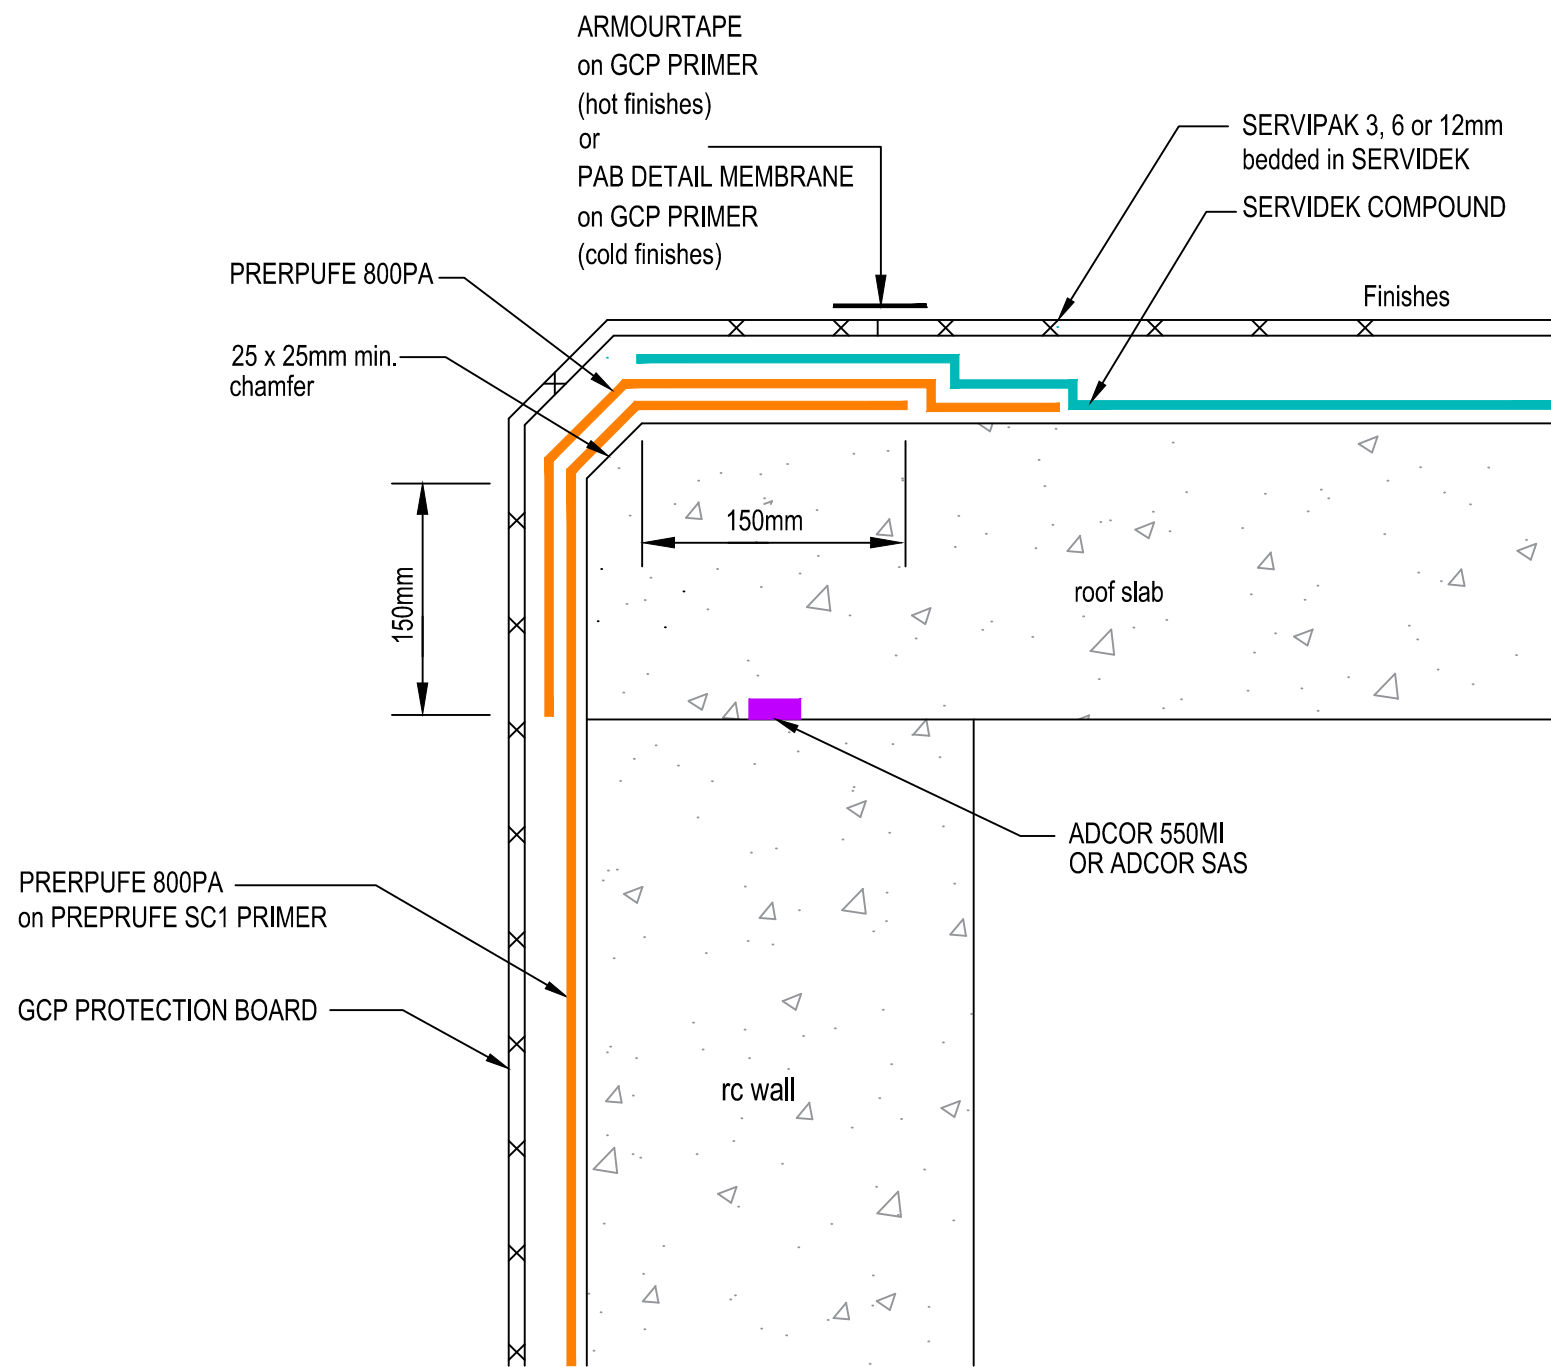 ARMOURTAPE
on GCP PRIMER
(hot finishes)
or
PAB DETAIL MEMBRANE
on GCP PRIMER
(cold finishes)
SERVIPAK 3, 6 or 12mm
bedded in SERVIDEK
SERVIDEK COMPOUND
Finishes
PRERPUFE 800PA
25 x 25mm min.
chamfer
150mm
150mm
roof slab
ADCOR 550MI
OR ADCOR SAS
PRERPUFE 800PA
on PREPRUFE SC1 PRIMER
GCP PROTECTION BOARD
rc wall